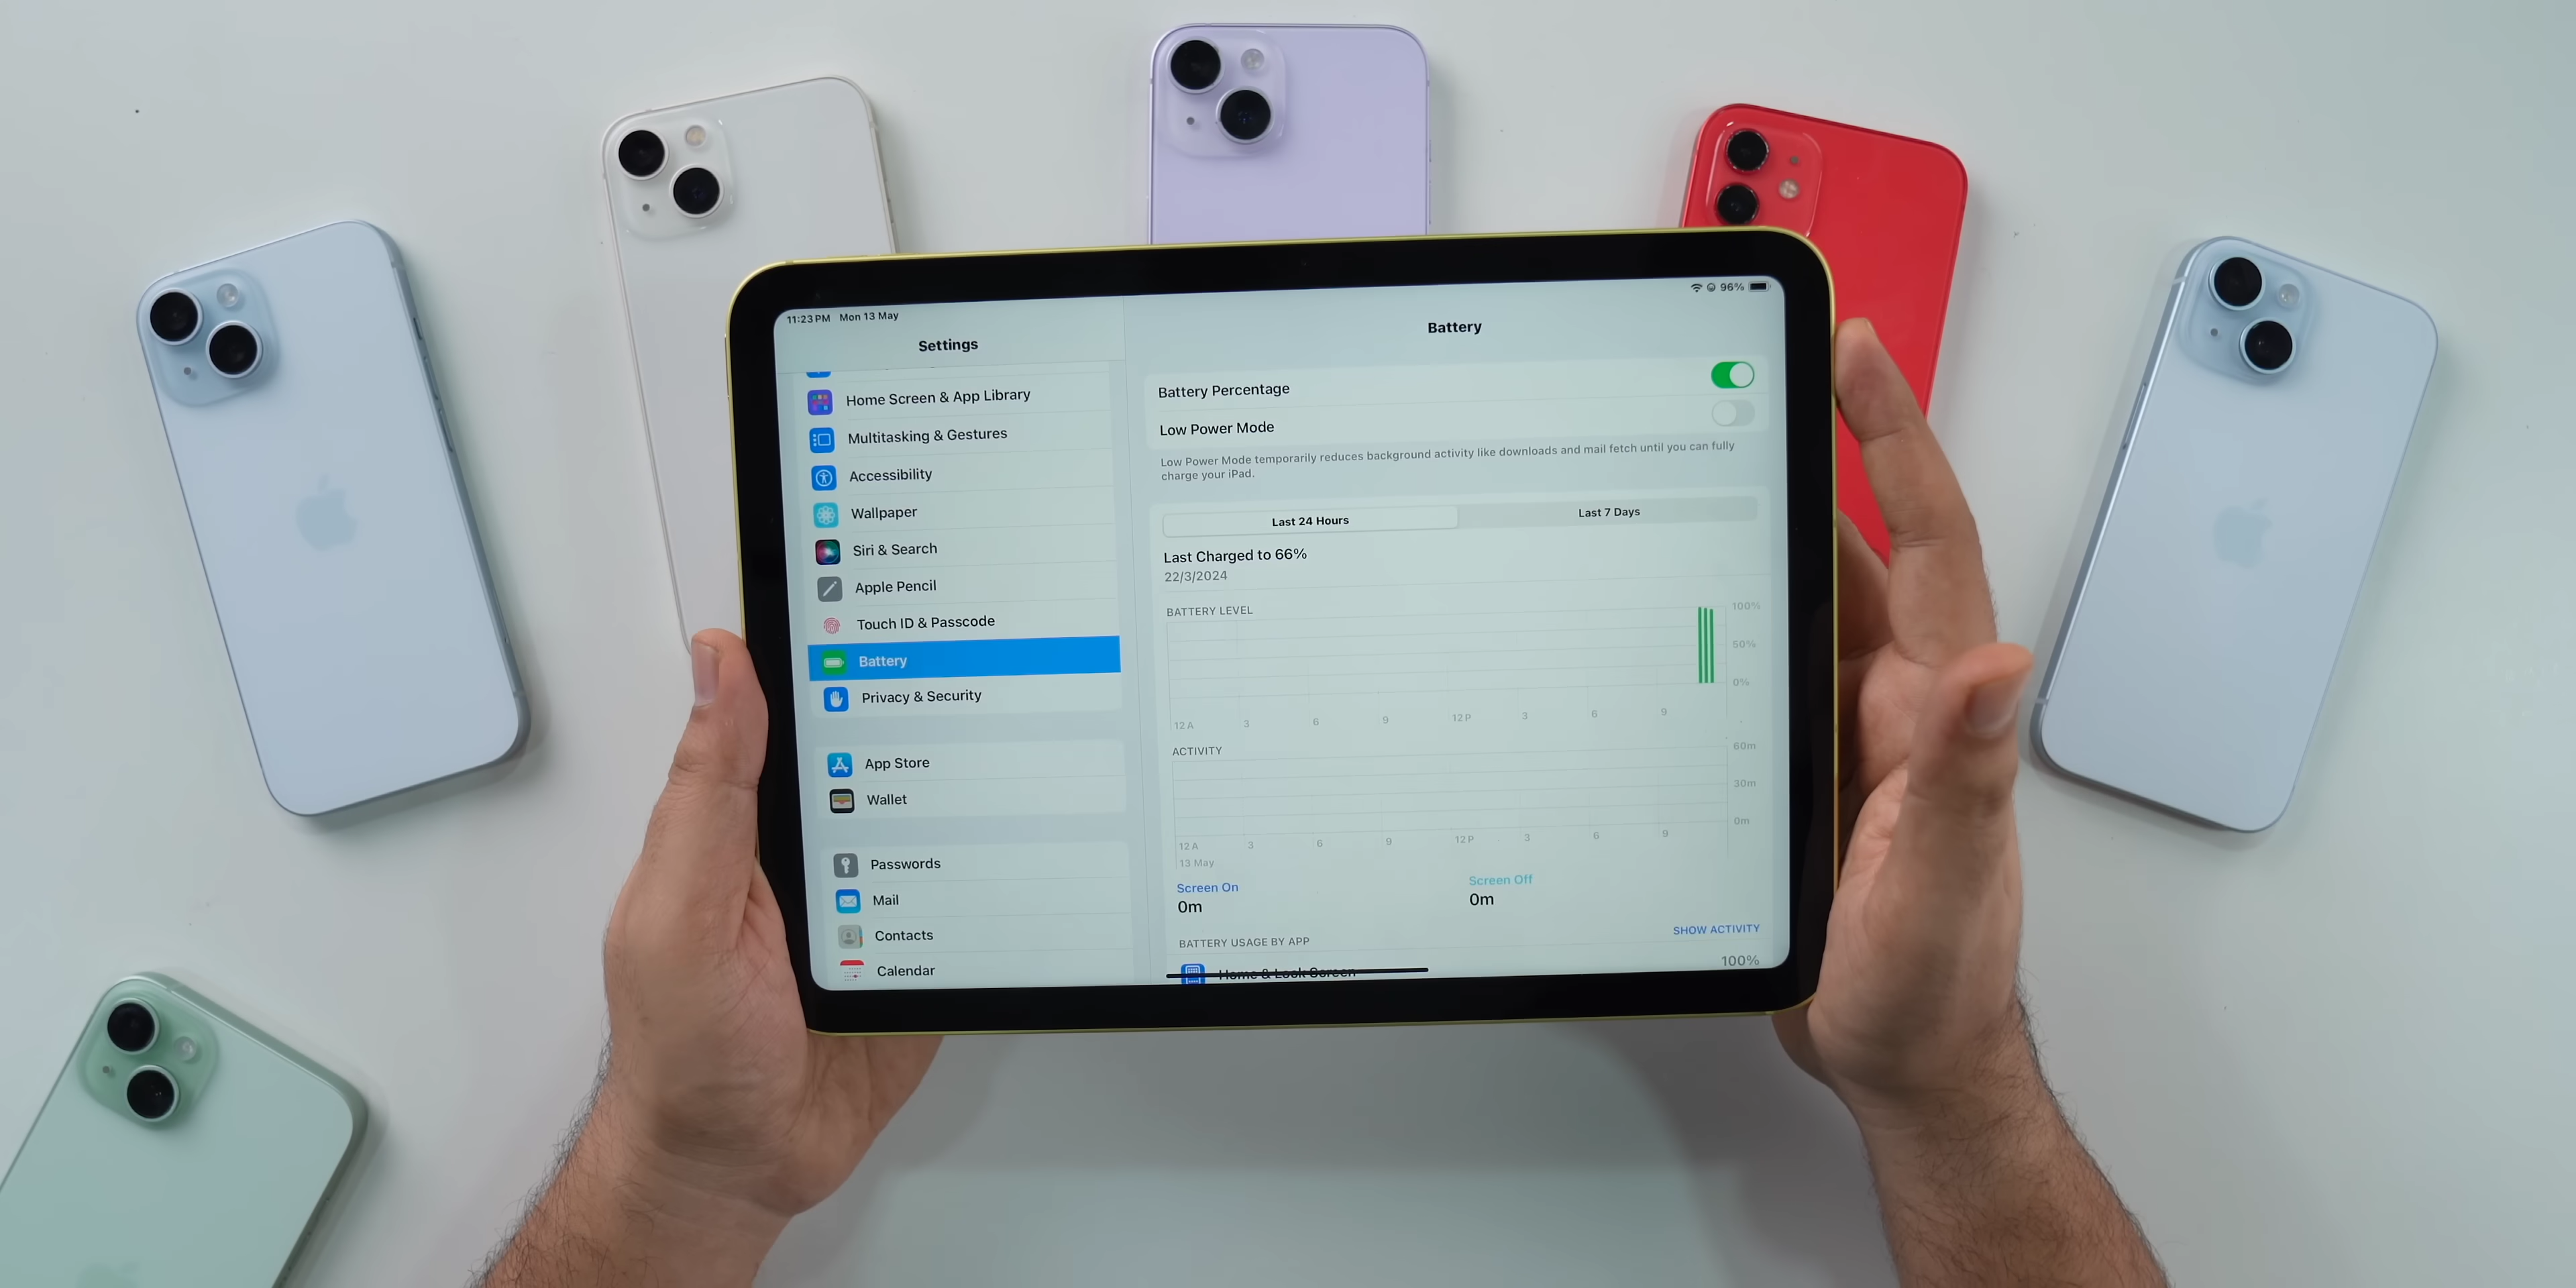 11:23 PM Mon 13 May
96%
Settings
Home Screen & App Library
Multitasking & Gestures
Accessibility
Wallpaper
Siri & Search
Apple Pencil
Touch ID & Passcode
Battery
Privacy & Security
App Store
Wallet
Passwords
Mail
Contacts
Calendar
Battery
Battery Percentage
Low Power Mode
Low Power Mode temporarily reduces background activity like downloads and mail fetch until you can fully
charge your iPad.
Last 24 Hours Last 7 Days
Last Charged to 66%
22/3/2024
BATTERY LEVEL
100%
50%
0%
12 A 3 6 9 12 P 3 6 9
ACTIVITY
60m
30m
0m
12 A 3 6 9 12 P 3 6 9
13 May
Screen On Screen Off
0m 0m
BATTERY USAGE BY APP SHOW ACTIVITY
Home & Lock Screen 100%